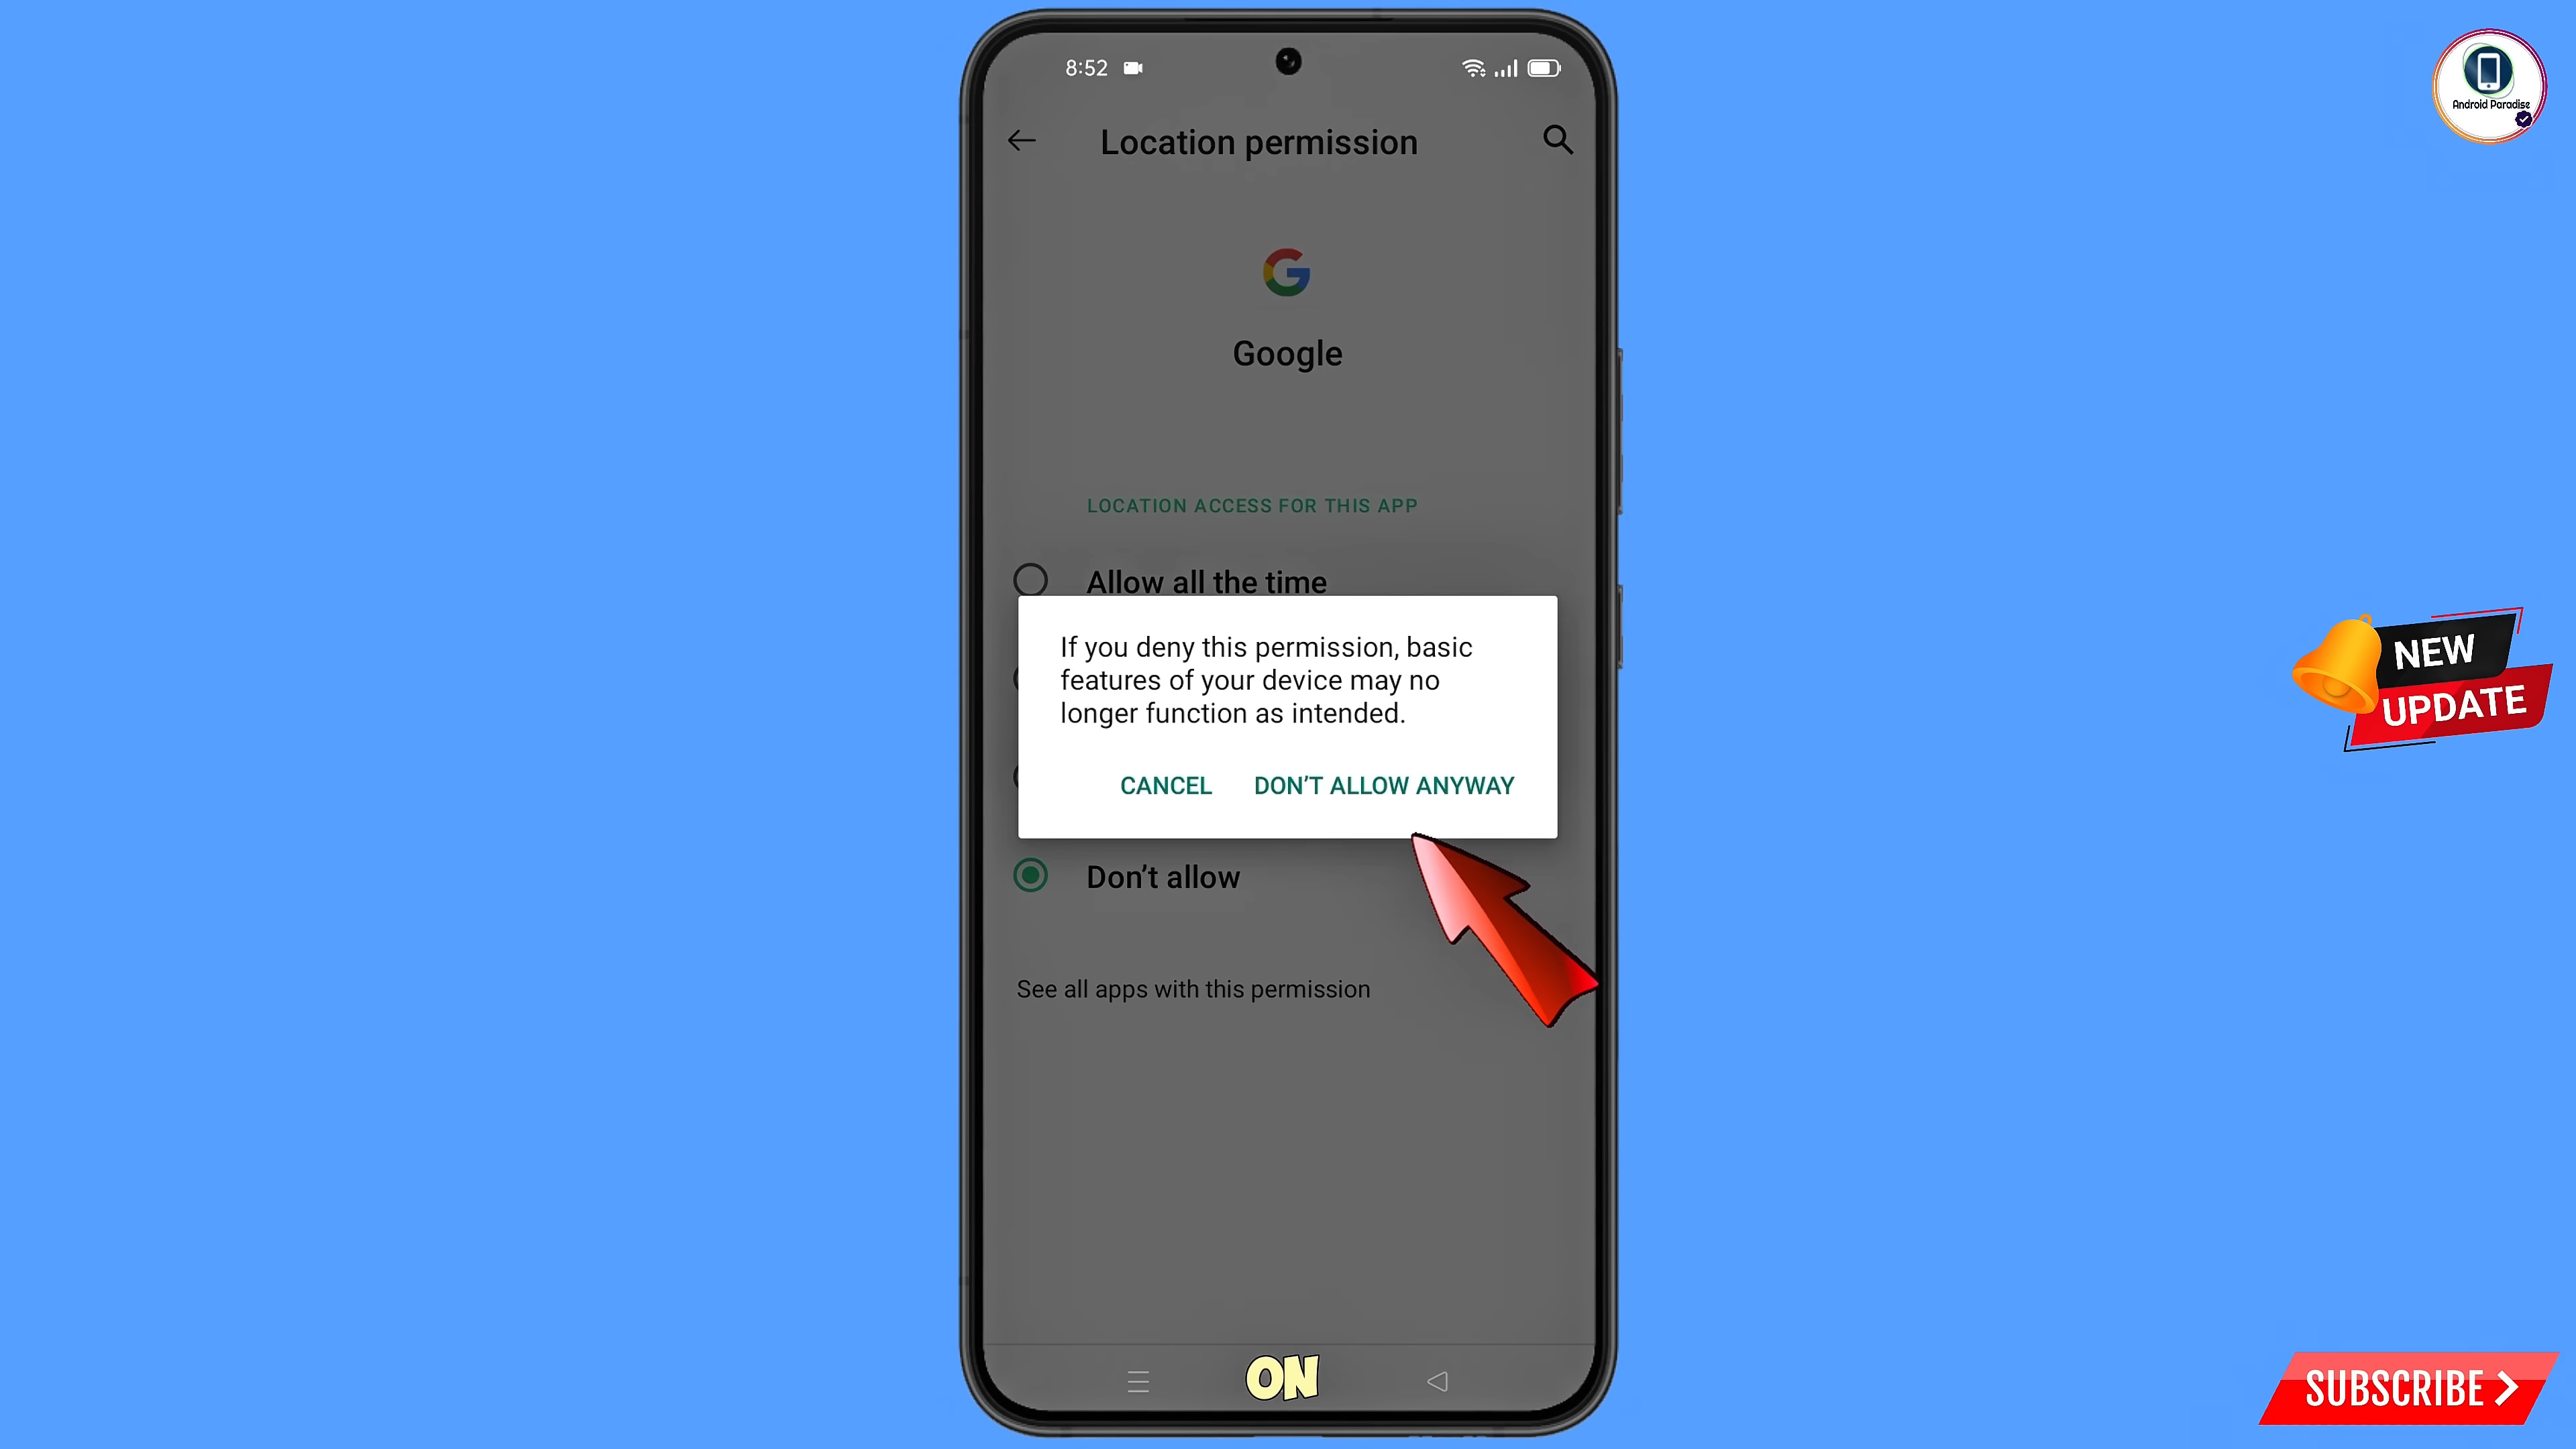 8:52
Android Paradise
Location permission
Google
LOCATION ACCESS FOR THIS APP
Allow all the time
If you deny this permission, basic
features of your device may no
longer function as intended.
CANCEL DON'T ALLOW ANYWAY
NEW
UPDATE
Don't allow
See all apps with this permission
ON
SUBSCRIBE